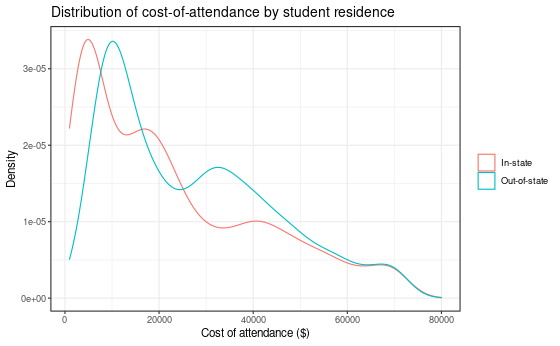 Distribution of cost-of-attendance by student residence
3e-05
2e-05
1e-05
0e+00
Density
0 20000 40000 60000 80000
Cost of attendance ($)
In-state
Out-of-state